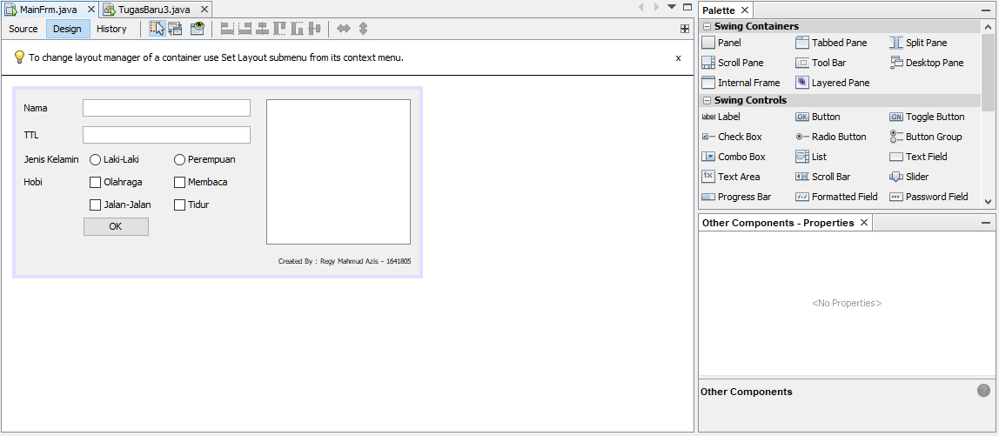 MainFrm.java TugasBaru3.java
Source Design History
To change layout manager of a container use Set Layout submenu from its context menu. x
Nama
TTL
Jenis Kelamin Laki-Laki Perempuan
Hobi Olahraga Membaca
Jalan-Jalan Tidur
OK
Created By : Regy Mahmud Azis - 1641805
Palette
Swing Containers
Panel Tabbed Pane Split Pane
Scroll Pane Tool Bar Desktop Pane
Internal Frame Layered Pane
Swing Controls
label Label OK Button ON Toggle Button
Check Box Radio Button Button Group
Combo Box List Text Field
tx Text Area Scroll Bar Slider
Progress Bar Formatted Field Password Field
Other Components - Properties
<No Properties>
Other Components ?